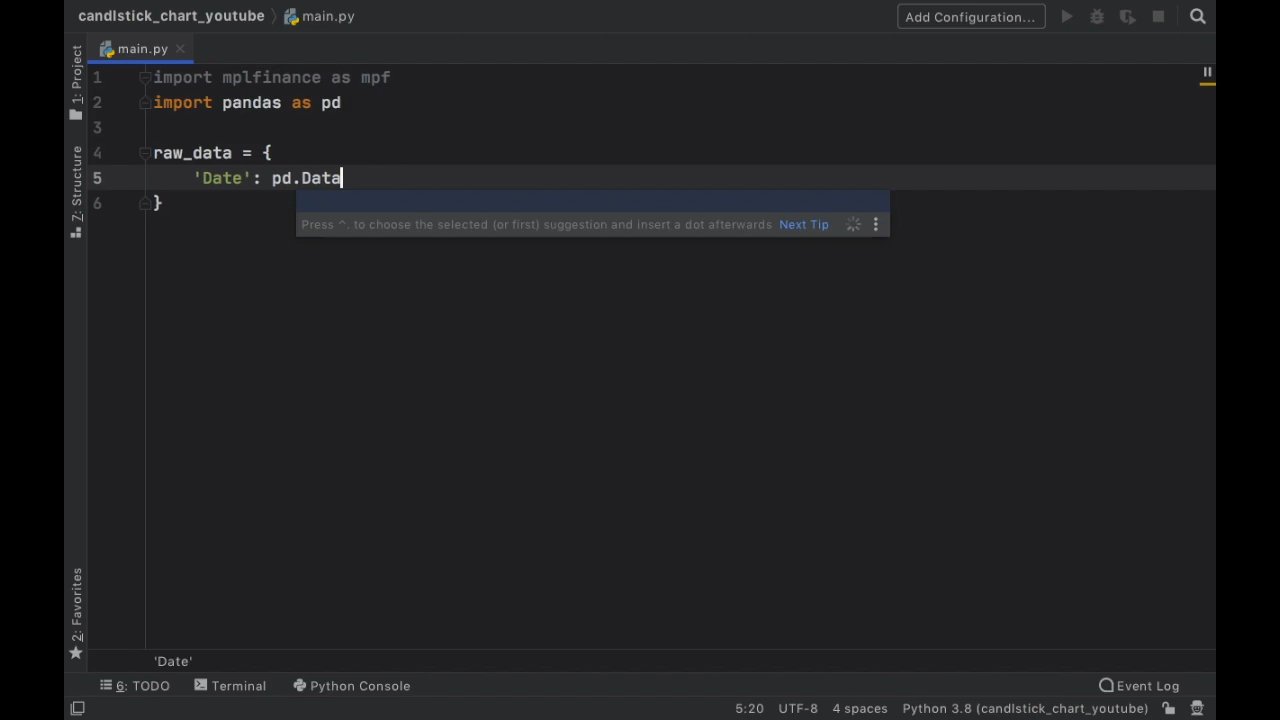 candlstick_chart_youtube 〉 main.py
Add Configuration...
main.py
1 import mplfinance as mpf
2 import pandas as pd
3
4 raw_data = {
5 'Date': pd.Data
6 }
Press ^. to choose the selected (or first) suggestion and insert a dot afterwards Next Tip
1: Project
7: Structure
2: Favorites
'Date'
6: TODO Terminal Python Console Event Log
5:20 UTF-8 4 spaces Python 3.8 (candlstick_chart_youtube)